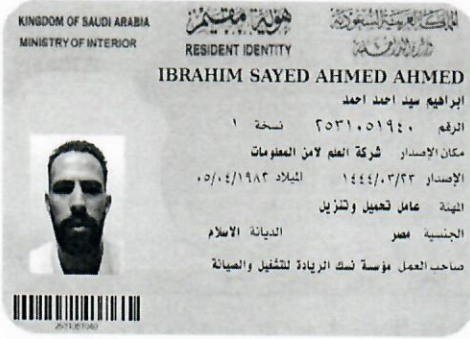 KINGDOM OF SAUDI ARABIA
MINISTRY OF INTERIOR
هوية مقيم
RESIDENT IDENTITY
المملكة العربية السعودية
وزارة الداخلية
IBRAHIM SAYED AHMED AHMED
ابراهيم سيد احمد احمد
الرقم ٢٥٣١٠٥١٩٤٠ نسخة ١
مكان الإصدار شركة العلم لامن المعلومات
الإصدار ١٤٤٤/٠٣/٢٣ الميلاد ٠٥/٠٤/١٩٨٢
المهنة عامل تحميل وتنزيل
الجنسية مصر الديانة الاسلام
صاحب العمل مؤسسة نسك الريادة للتشغيل والصيانة